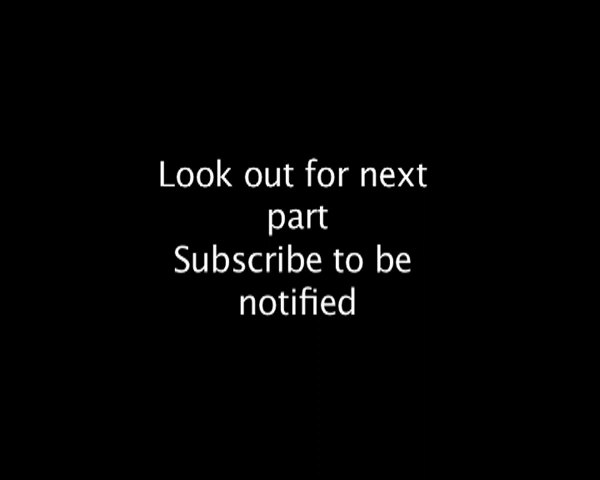 Look out for next
part
Subscribe to be
notified